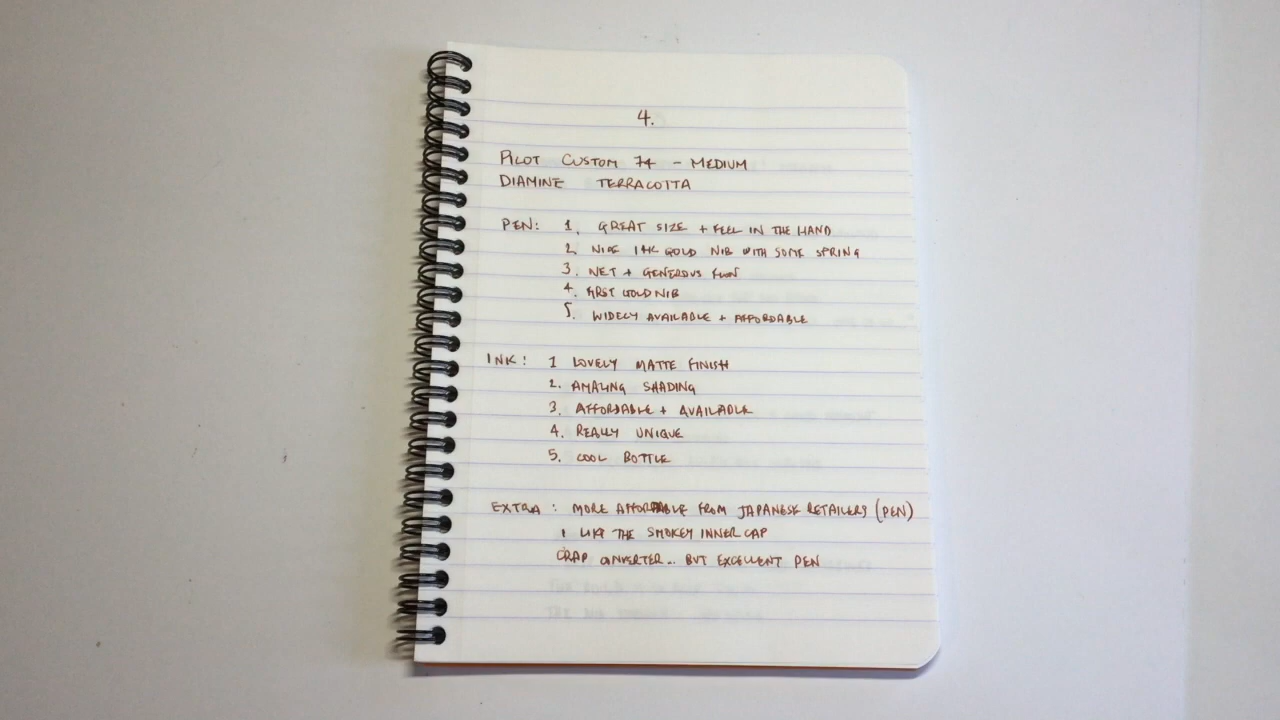 4.
PILOT CUSTOM 74 - MEDIUM
DIAMINE TERRACOTTA
PEN: 1. GREAT SIZE + FEEL IN THE HAND
2. NICE 14K GOLD NIB WITH SOME SPRING
3. WET + GENEROUS FLOW
4. FIRST GOLD NIB
5. WIDELY AVAILABLE + AFFORDABLE
INK: 1 LOVELY MATTE FINISH
2. AMAZING SHADING
3. AFFORDABLE + AVAILABLE
4. REALLY UNIQUE
5. COOL BOTTLE
EXTRA: MORE AFFORDABLE FROM JAPANESE RETAILERS (PEN)
I LIKE THE SMOKEY INNER CAP
CRAP CONVERTER.. BUT EXCELLENT PEN